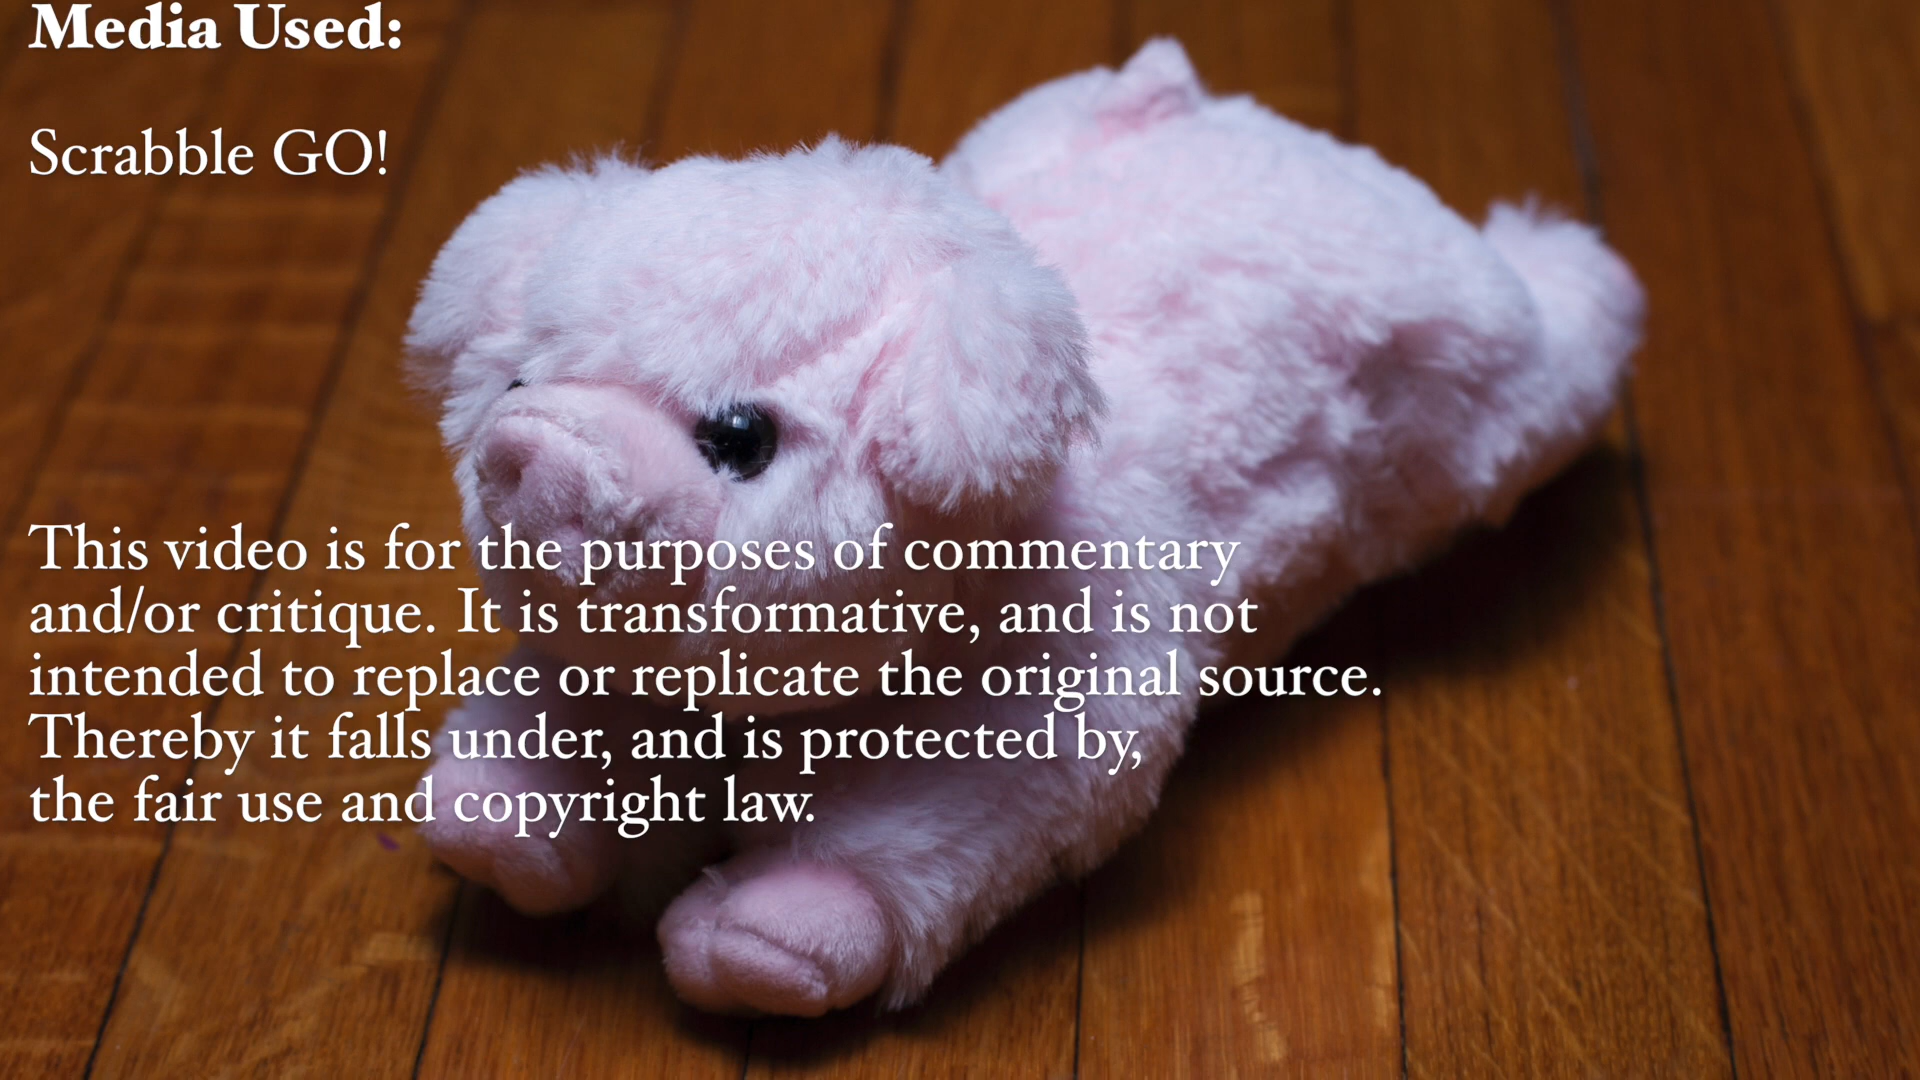 Media Used:
Scrabble GO!
This video is for the purposes of commentary
and/or critique. It is transformative, and is not
intended to replace or replicate the original source.
Thereby it falls under, and is protected by,
the fair use and copyright law.